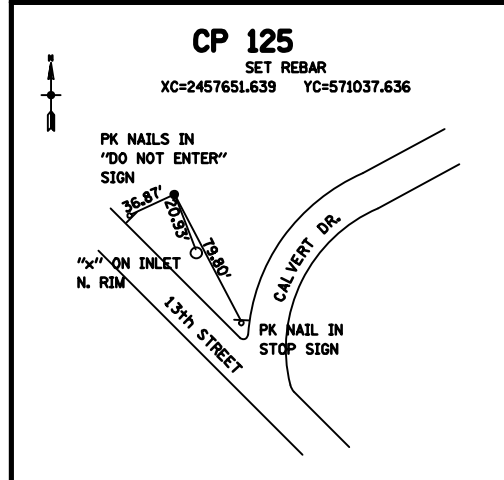 CP 125
SET REBAR
XC=2457651.639 YC=571037.636
N
PK NAILS IN
"DO NOT ENTER"
SIGN
36.87'
20.93'
79.80'
"x" ON INLET
N. RIM
CALVERT DR.
13th STREET
PK NAIL IN
STOP SIGN